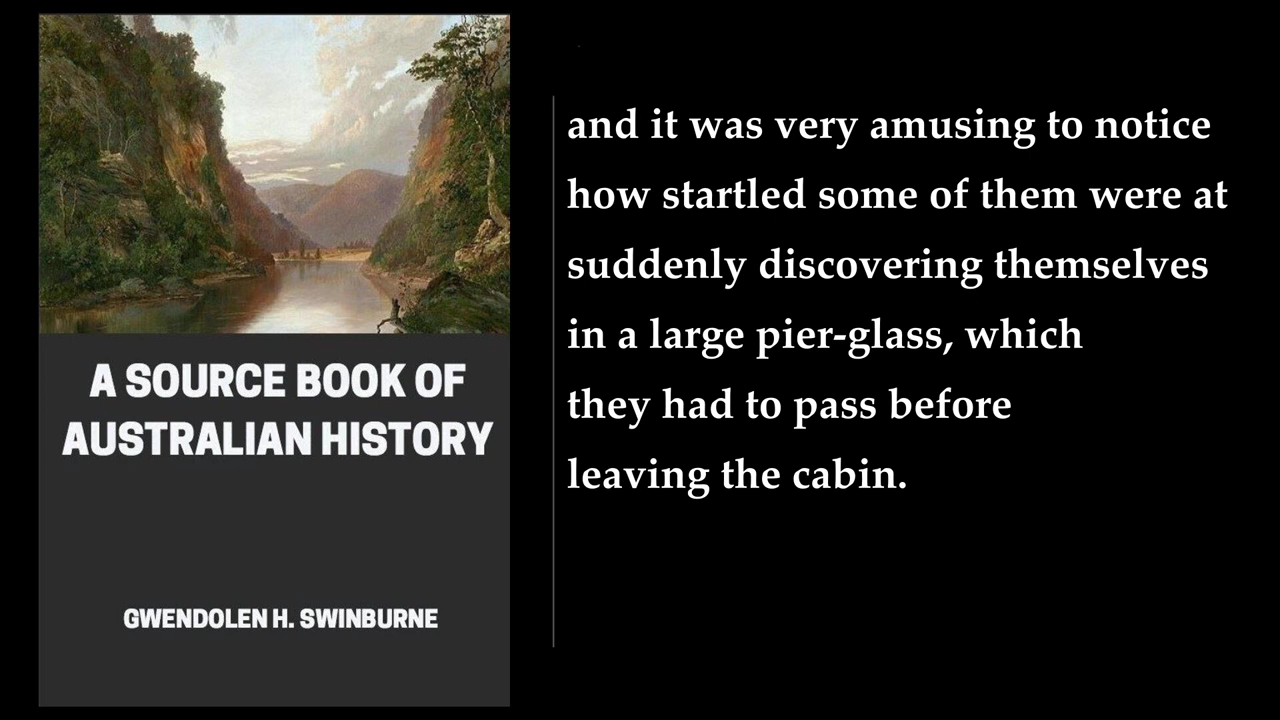 A SOURCE BOOK OF
AUSTRALIAN HISTORY
GWENDOLEN H. SWINBURNE
and it was very amusing to notice
how startled some of them were at
suddenly discovering themselves
in a large pier-glass, which
they had to pass before
leaving the cabin.